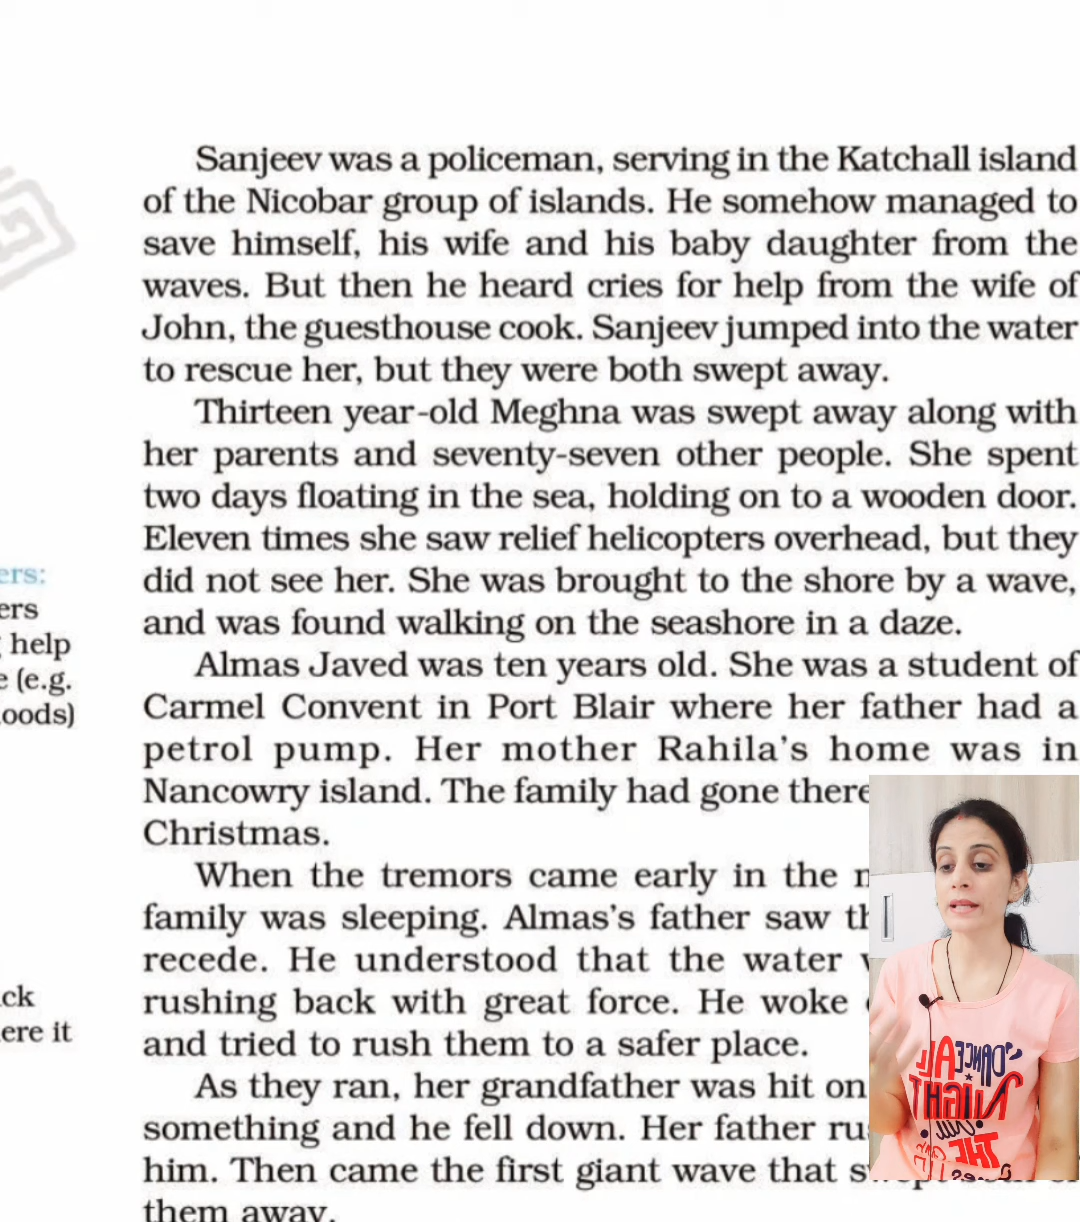 Sanjeev was a policeman, serving in the Katchall island
of the Nicobar group of islands. He somehow managed to
save himself, his wife and his baby daughter from the
waves. But then he heard cries for help from the wife of
John, the guesthouse cook. Sanjeev jumped into the water
to rescue her, but they were both swept away.
Thirteen year-old Meghna was swept away along with
her parents and seventy-seven other people. She spent
two days floating in the sea, holding on to a wooden door.
Eleven times she saw relief helicopters overhead, but they
did not see her. She was brought to the shore by a wave,
and was found walking on the seashore in a daze.
Almas Javed was ten years old. She was a student of
Carmel Convent in Port Blair where her father had a
petrol pump. Her mother Rahila's home was in
Nancowry island. The family had gone there
Christmas.
When the tremors came early in the
family was sleeping. Almas's father saw
recede. He understood that the water
rushing back with great force. He woke
and tried to rush them to a safer place.
As they ran, her grandfather was hit on
something and he fell down. Her father
him. Then came the first giant wave that
them away.
ers:
ers
help
(e.g.
oods)
ck
ere it
DANCE ALL
NIGHT
THE